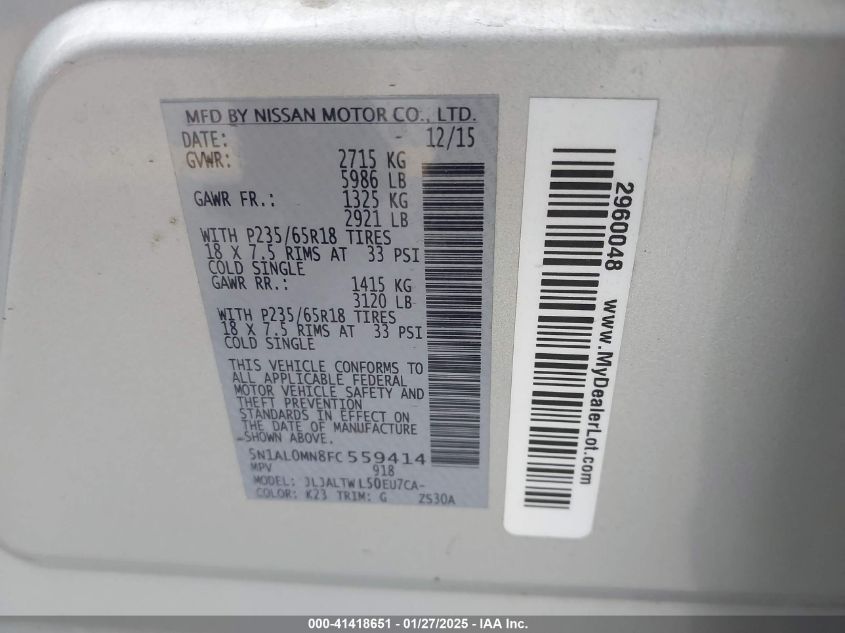 MFD BY NISSAN MOTOR CO., LTD.
DATE: - 12/15
GVWR: 2715 KG
5986 LB
GAWR FR.: 1325 KG
2921 LB
WITH P235/65R18 TIRES
18 X 7.5 RIMS AT 33 PSI
COLD SINGLE
GAWR RR.: 1415 KG
3120 LB
WITH P235/65R18 TIRES
18 X 7.5 RIMS AT 33 PSI
COLD SINGLE
THIS VEHICLE CONFORMS TO
ALL APPLICABLE FEDERAL
MOTOR VEHICLE SAFETY AND
THEFT PREVENTION
STANDARDS IN EFFECT ON
THE DATE OF MANUFACTURE
SHOWN ABOVE.
5N1AL0MN8FC559414
MPV 918
MODEL: JLJALTWL50EU7CA-
COLOR: K23 TRIM: G ZS30A
2960048 www.MyDealerLot.com
000-41418651 | 01/27/2025 | IAA Inc.